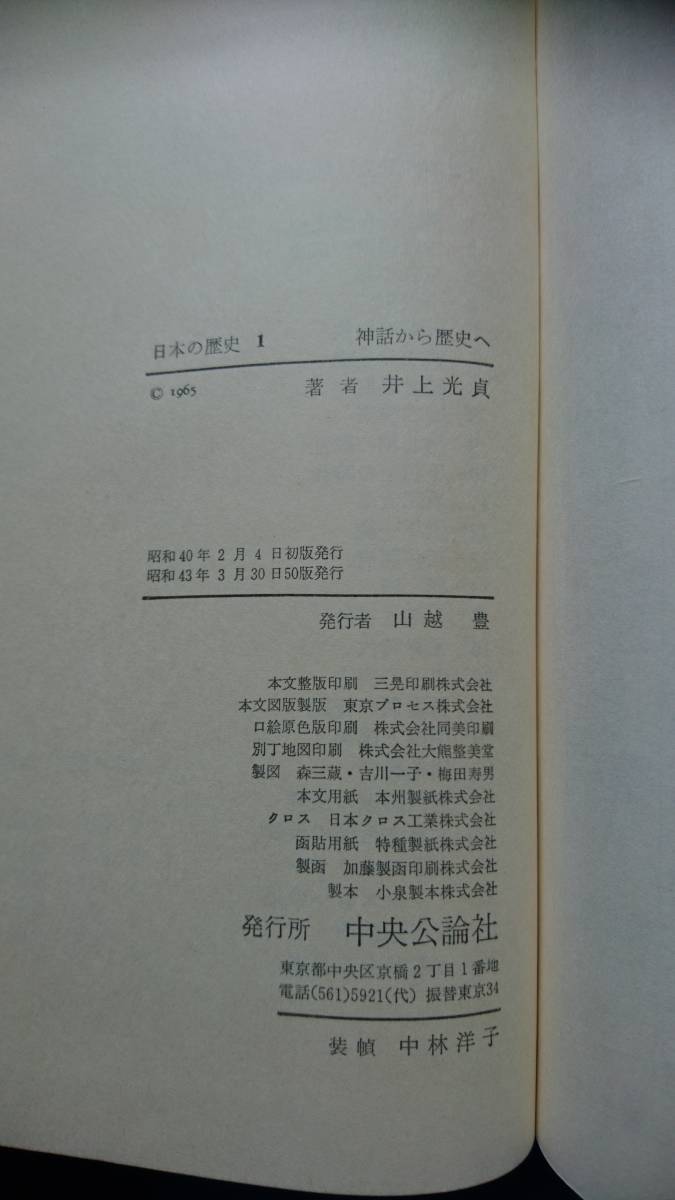 日本の歴史 1 神話から歴史へ
© 1965 著者 井上光貞
昭和40年2月4日初版発行
昭和43年3月30日50版発行
発行者 山越 豊
本文整版印刷 三晃印刷株式会社
本文図版製版 東京プロセス株式会社
口絵原色版印刷 株式会社同美印刷
別丁地図印刷 株式会社大熊整美堂
製図 森三蔵・吉川一子・梅田寿男
本文用紙 本州製紙株式会社
クロス 日本クロス工業株式会社
函貼用紙 特種製紙株式会社
製函 加藤製函印刷株式会社
製本 小泉製本株式会社
発行所 中央公論社
東京都中央区京橋2丁目1番地
電話(561)5921(代) 振替東京34
装幀 中林洋子